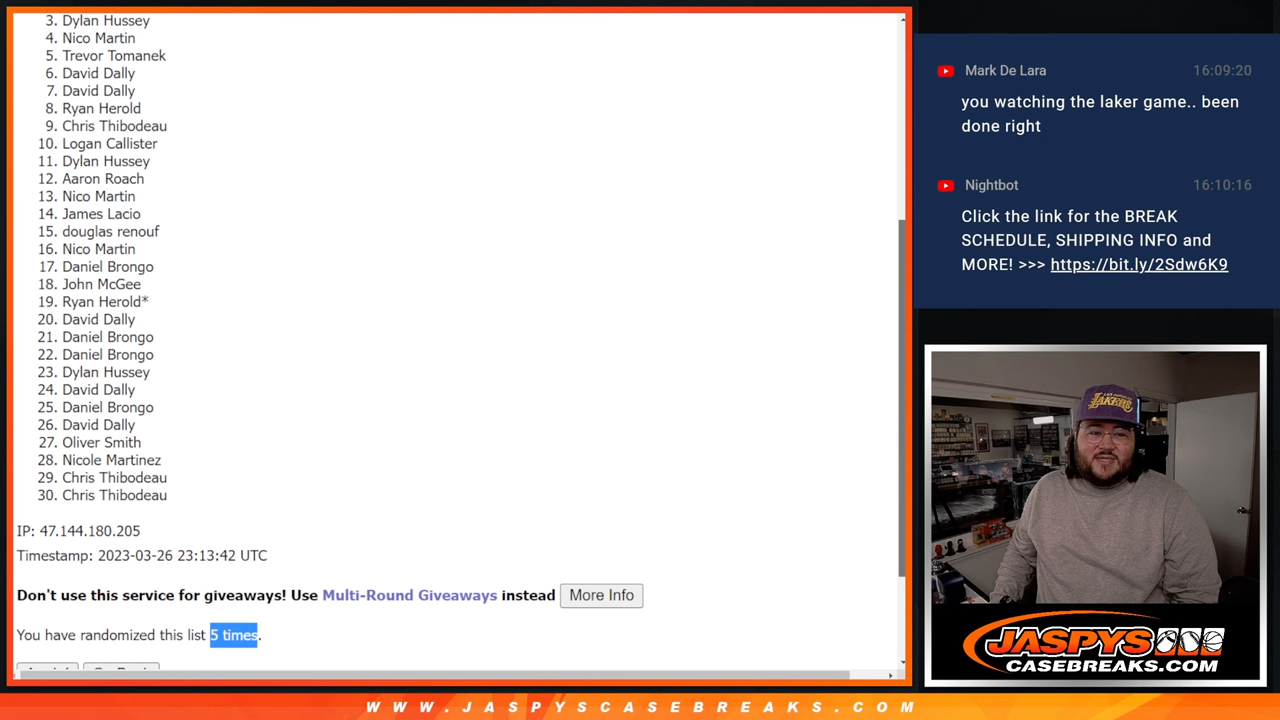 3. Dylan Hussey
4. Nico Martin
5. Trevor Tomanek
6. David Dally
7. David Dally
8. Ryan Herold
9. Chris Thibodeau
10. Logan Callister
11. Dylan Hussey
12. Aaron Roach
13. Nico Martin
14. James Lacio
15. douglas renouf
16. Nico Martin
17. Daniel Brongo
18. John McGee
19. Ryan Herold*
20. David Dally
21. Daniel Brongo
22. Daniel Brongo
23. Dylan Hussey
24. David Dally
25. Daniel Brongo
26. David Dally
27. Oliver Smith
28. Nicole Martinez
29. Chris Thibodeau
30. Chris Thibodeau
IP: 47.144.180.205
Timestamp: 2023-03-26 23:13:42 UTC
Don't use this service for giveaways! Use Multi-Round Giveaways instead More Info
You have randomized this list 5 times.
Mark De Lara 16:09:20
you watching the laker game.. been
done right
Nightbot 16:10:16
Click the link for the BREAK
SCHEDULE, SHIPPING INFO and
MORE! >>> https://bit.ly/2Sdw6K9
LAKERS
JASPYS
CASEBREAKS.COM
WWW.JASPYSCASEBREAKS.COM